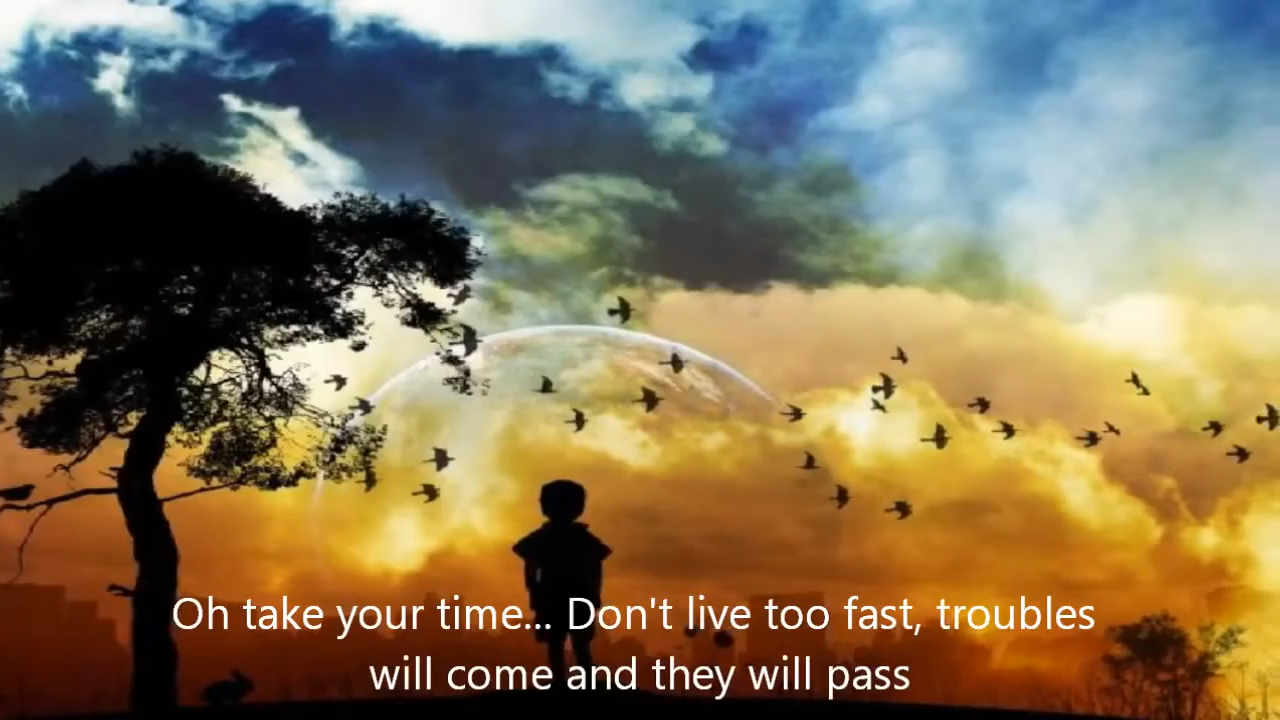 Oh take your time... Don't live too fast, troubles
will come and they will pass